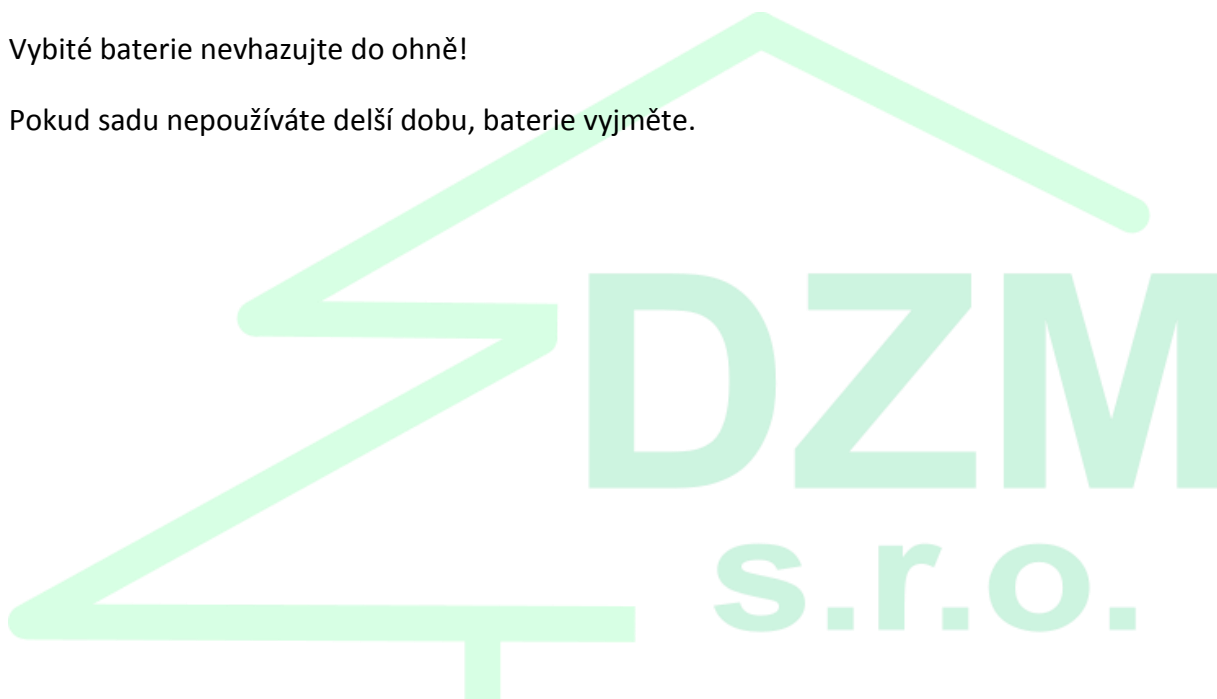 Vybité baterie nevhazujte do ohně!
Pokud sadu nepoužíváte delší dobu, baterie vyjměte.
DZM
s.r.o.